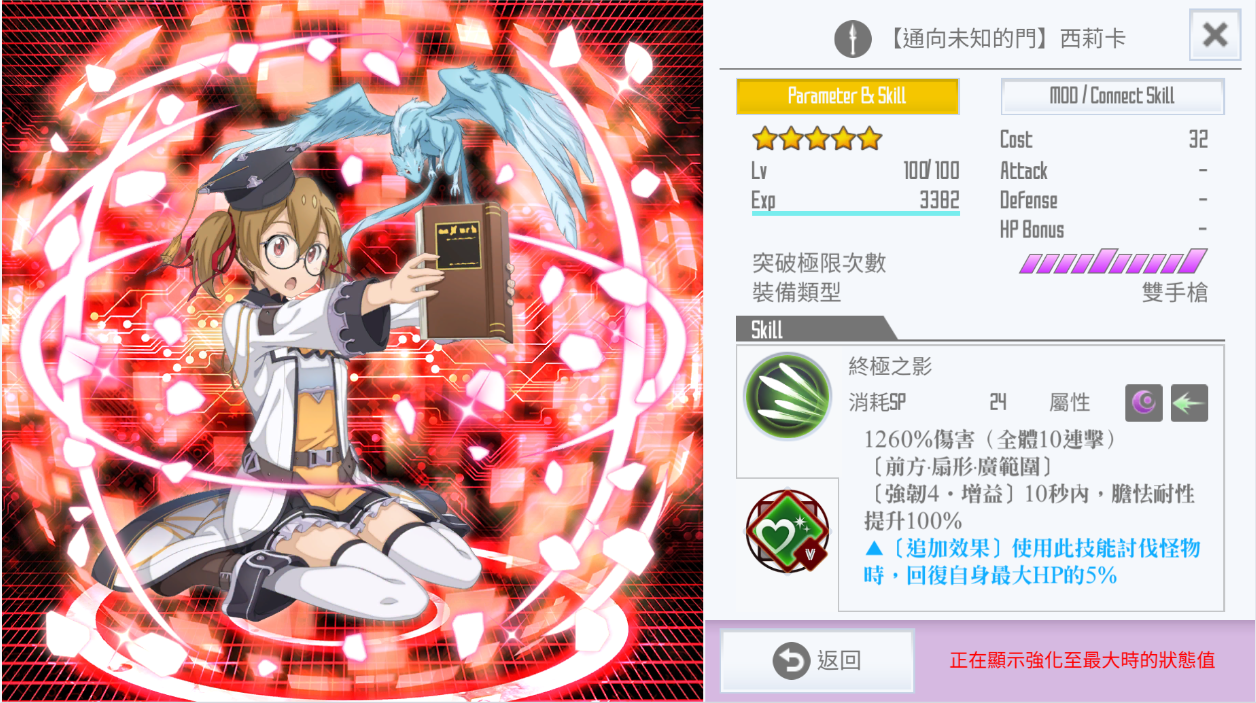 【通向未知的門】西莉卡
Parameter & Skill
MOD / Connect Skill
Cost 32
Lv 100/100
Attack -
Exp 3382
Defense -
HP Bonus -
突破極限次數
裝備類型 雙手槍
Skill
終極之影
消耗SP 24 屬性
1260%傷害（全體10連擊）
〔前方·扇形·廣範圍〕
〔強韌4・增益〕10秒內，膽怯耐性
提升100%
▲〔追加效果〕使用此技能討伐怪物
時，回復自身最大HP的5%
V
返回
正在顯示強化至最大時的狀態值